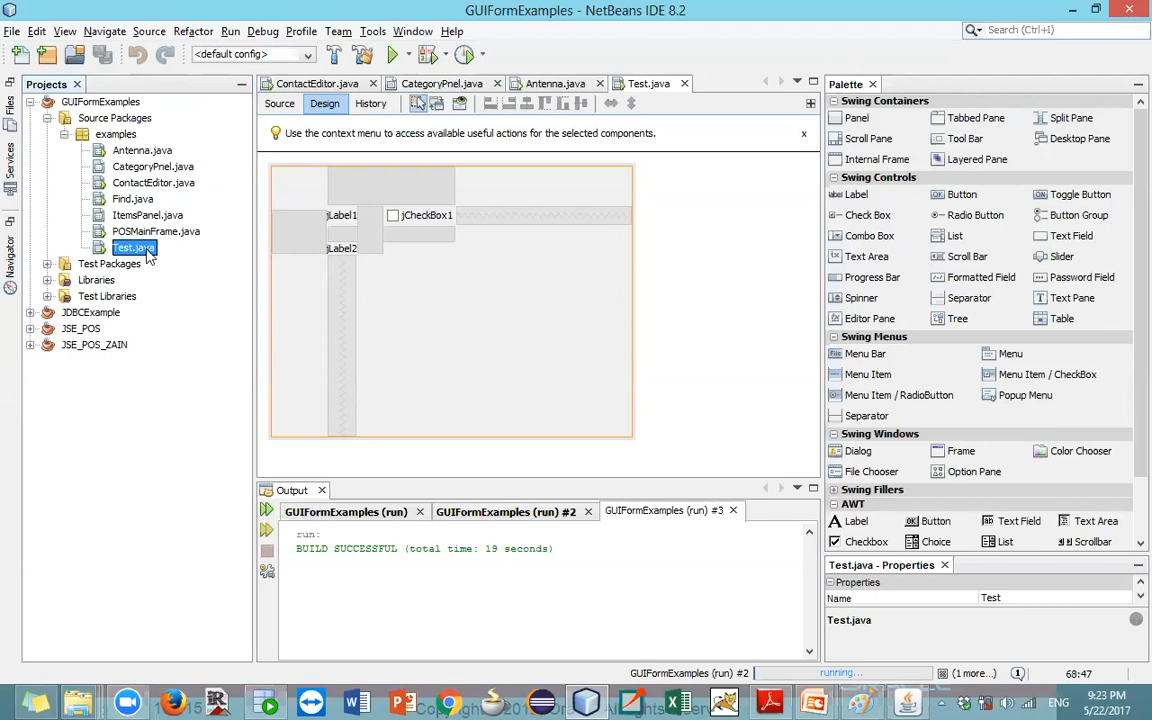 GUIFormExamples - NetBeans IDE 8.2
File Edit View Navigate Source Refactor Run Debug Profile Team Tools Window Help
Search (Ctrl+I)
<default config>
Projects
ContactEditor.java CategoryPnel.java Antenna.java Test.java
Palette
Files
Services
Navigator
GUIFormExamples
Source Packages
examples
Antenna.java
CategoryPnel.java
ContactEditor.java
Find.java
ItemsPanel.java
POSMainFrame.java
Test.java
Test Packages
Libraries
Test Libraries
JDBCExample
JSE_POS
JSE_POS_ZAIN
Source Design History
Use the context menu to access available useful actions for the selected components.
x
jLabel1 jCheckBox1
jLabel2
Swing Containers
Panel Tabbed Pane Split Pane
Scroll Pane Tool Bar Desktop Pane
Internal Frame Layered Pane
Swing Controls
Label Button Toggle Button
Check Box Radio Button Button Group
Combo Box List Text Field
Text Area Scroll Bar Slider
Progress Bar Formatted Field Password Field
Spinner Separator Text Pane
Editor Pane Tree Table
Swing Menus
Menu Bar Menu
Menu Item Menu Item / CheckBox
Menu Item / RadioButton Popup Menu
Separator
Swing Windows
Dialog Frame Color Chooser
File Chooser Option Pane
Swing Fillers
AWT
Label Button Text Field Text Area
Checkbox Choice List Scrollbar
Output
GUIFormExamples (run) GUIFormExamples (run) #2 GUIFormExamples (run) #3
run:
BUILD SUCCESSFUL (total time: 19 seconds)
Test.java - Properties
Properties
Name Test
Test.java
GUIFormExamples (run) #2 running... (1 more...) 68:47
ENG
9:23 PM
5/22/2017